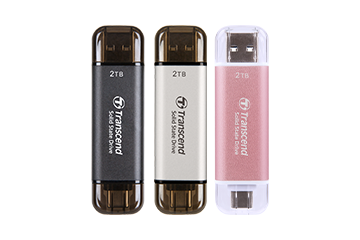 2TB
Transcend
Solid State Drive
2TB
Transcend
Solid State Drive
2TB
Transcend
Solid State Drive